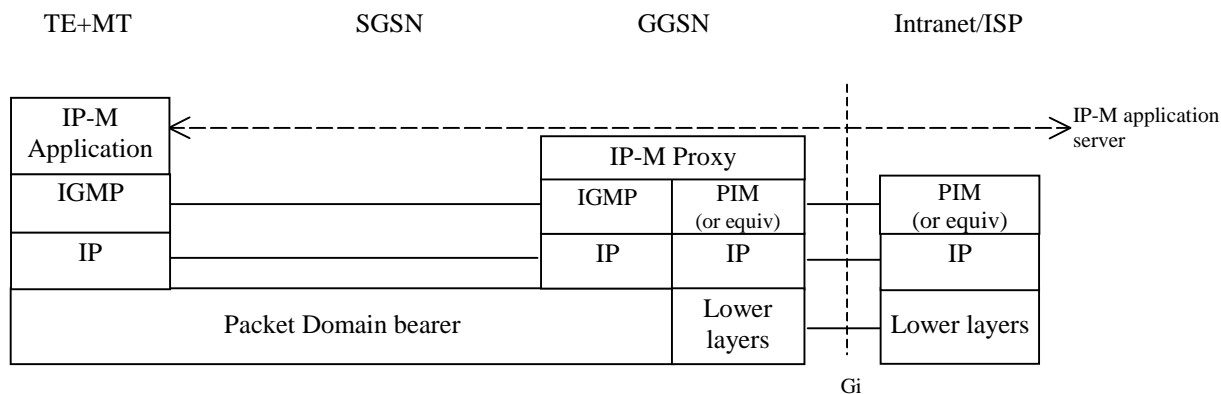 TE+MT
SGSN
GGSN
Intranet/ISP
IP-M
Application
IP-M application
server
IP-M Proxy
IGMP
IGMP
PIM
(or equiv)
PIM
(or equiv)
IP
IP
IP
IP
Packet Domain bearer
Lower
layers
Lower layers
Gi